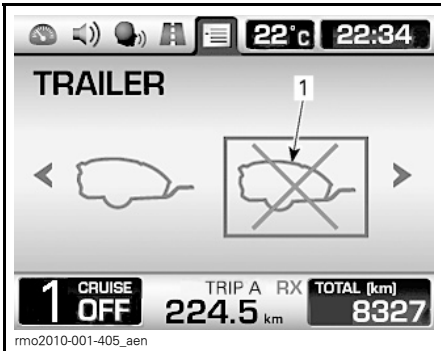 22°c 22:34
TRAILER
1
1 CRUISE OFF
TRIP A RX
224.5 km
TOTAL (km)
8327
rmo2010-001-405_aen